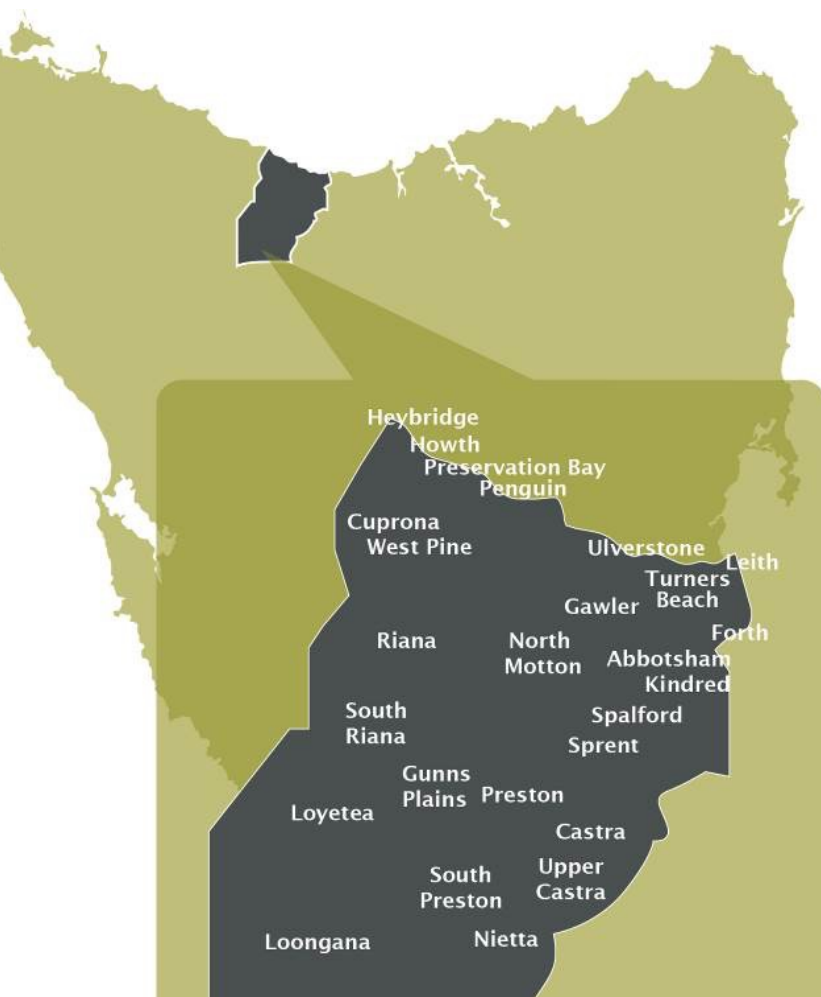 Heybridge
Howth
Preservation Bay
Penguin
Cuprona
West Pine
Ulverstone
Leith
Turners
Beach
Gawler
Forth
Riana
North
Motton
Abbotsham
Kindred
South
Riana
Spalford
Sprent
Gunns
Plains
Preston
Loyetea
Castra
Upper
Castra
South
Preston
Loongana
Nietta